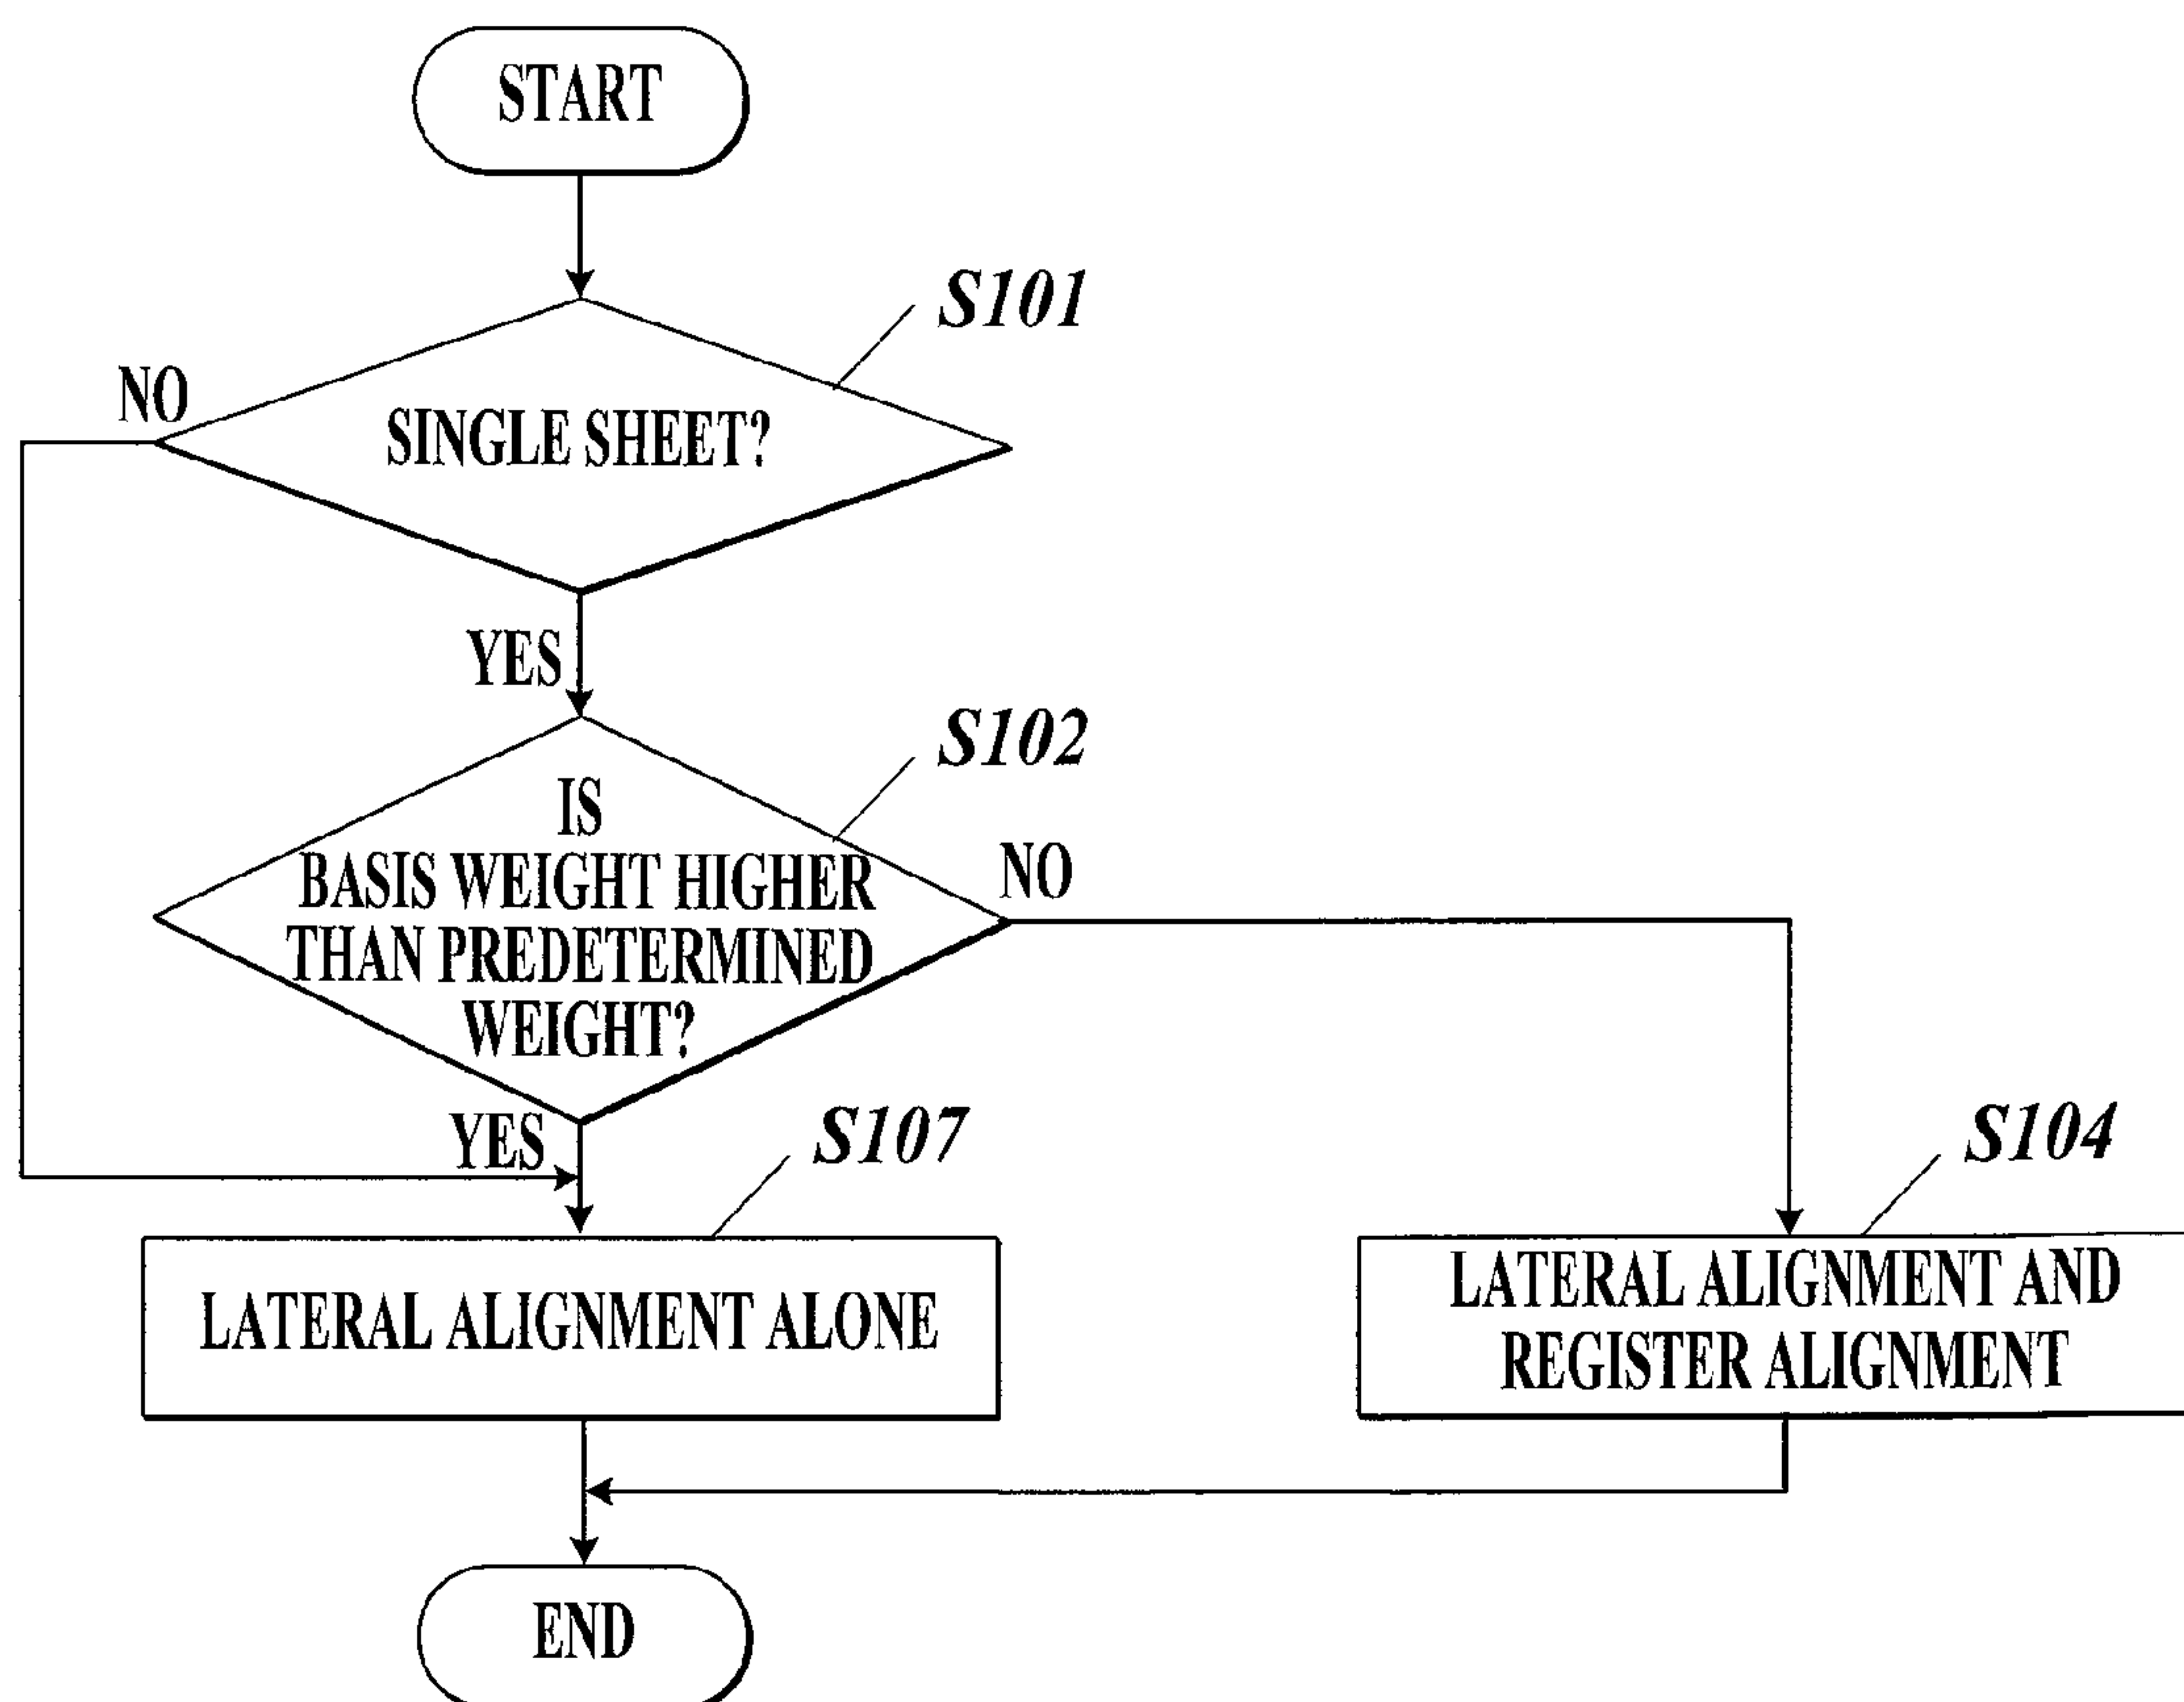 START
S101
NO
SINGLE SHEET?
YES
S102
IS
BASIS WEIGHT HIGHER
THAN PREDETERMINED
WEIGHT?
NO
YES
S107
S104
LATERAL ALIGNMENT ALONE
LATERAL ALIGNMENT AND
REGISTER ALIGNMENT
END